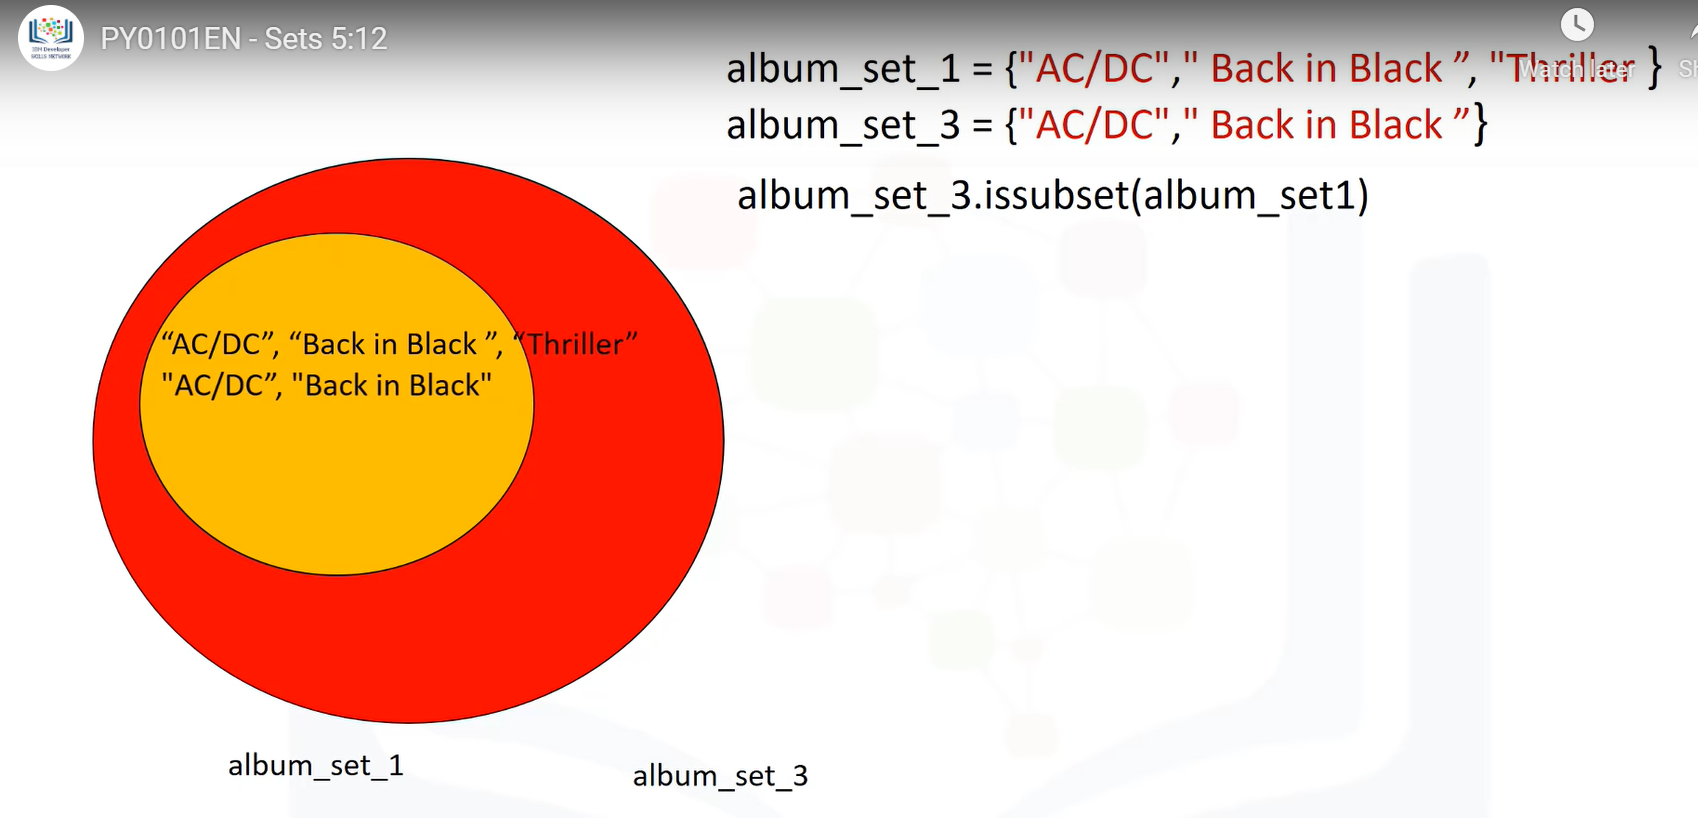 PY0101EN - Sets 5:12
IBM Developer
SKILLS NETWORK
Watch later
Sh
album_set_1 = {"AC/DC"," Back in Black ”, "Thriller }
album_set_3 = {"AC/DC"," Back in Black ”}
album_set_3.issubset(album_set1)
“AC/DC”, “Back in Black ”, “Thriller”
"AC/DC”, "Back in Black"
album_set_1
album_set_3